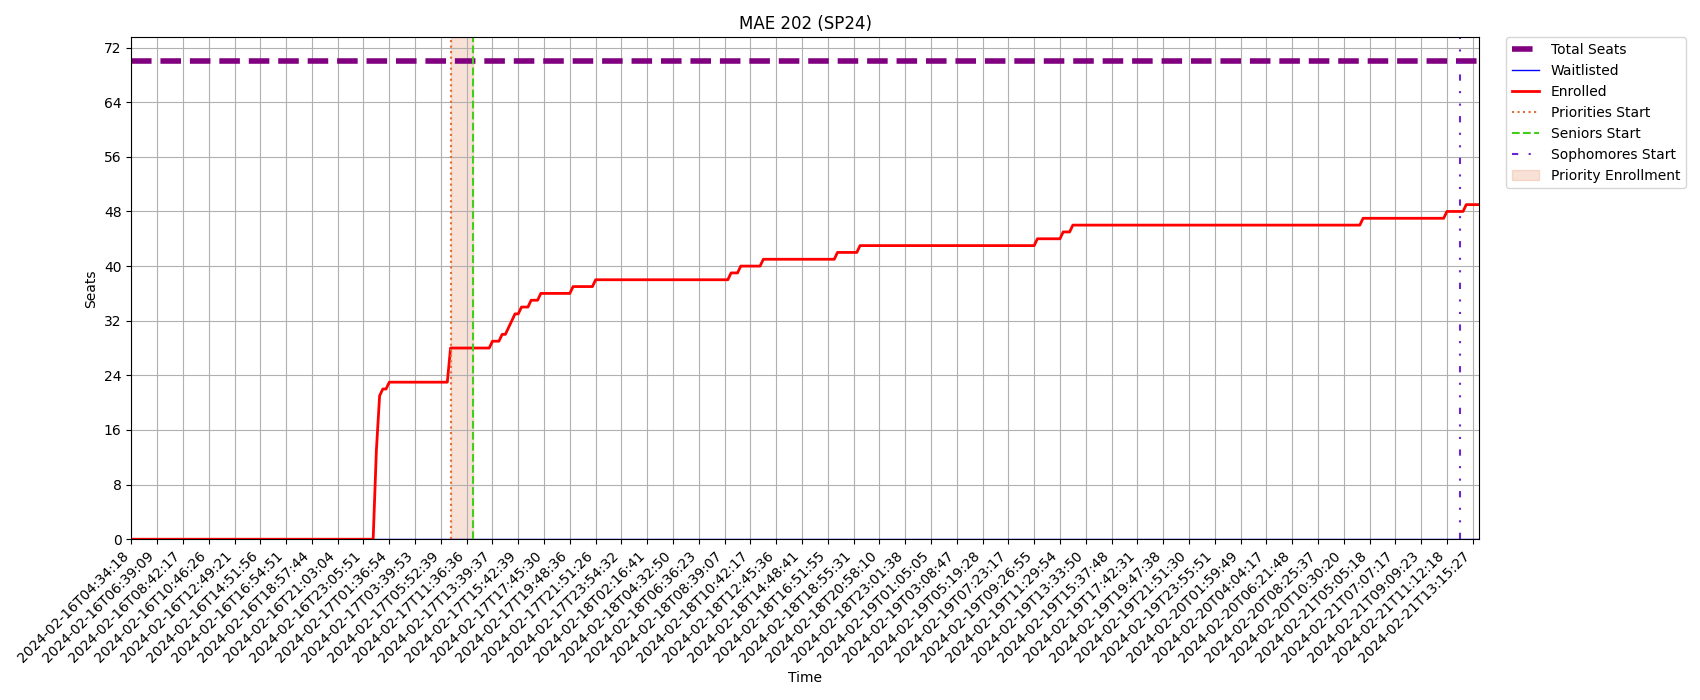 MAE 202 (SP24)
72
64
56
48
40
32
24
16
8
0
Seats
2024-02-16T04:34:18
2024-02-16T06:39:09
2024-02-16T08:42:17
2024-02-16T10:46:26
2024-02-16T12:49:21
2024-02-16T14:51:56
2024-02-16T16:54:51
2024-02-16T18:57:44
2024-02-16T21:03:04
2024-02-16T23:05:51
2024-02-17T01:36:54
2024-02-17T03:39:53
2024-02-17T05:52:39
2024-02-17T11:36:36
2024-02-17T13:39:37
2024-02-17T15:42:39
2024-02-17T17:45:30
2024-02-17T19:48:36
2024-02-17T21:51:26
2024-02-17T23:54:32
2024-02-18T02:16:41
2024-02-18T04:32:50
2024-02-18T06:36:23
2024-02-18T08:39:07
2024-02-18T10:42:17
2024-02-18T12:45:36
2024-02-18T14:48:41
2024-02-18T16:51:55
2024-02-18T18:55:31
2024-02-18T20:58:10
2024-02-18T23:01:38
2024-02-19T01:05:05
2024-02-19T03:08:47
2024-02-19T05:19:28
2024-02-19T07:23:17
2024-02-19T09:26:55
2024-02-19T11:29:54
2024-02-19T13:33:50
2024-02-19T15:37:48
2024-02-19T17:42:31
2024-02-19T19:47:38
2024-02-19T21:51:30
2024-02-19T23:55:51
2024-02-20T01:59:49
2024-02-20T04:04:17
2024-02-20T06:21:48
2024-02-20T08:25:37
2024-02-20T10:30:20
2024-02-21T05:05:18
2024-02-21T07:07:17
2024-02-21T09:09:23
2024-02-21T11:12:18
2024-02-21T13:15:27
Time
Total Seats
Waitlisted
Enrolled
Priorities Start
Seniors Start
Sophomores Start
Priority Enrollment